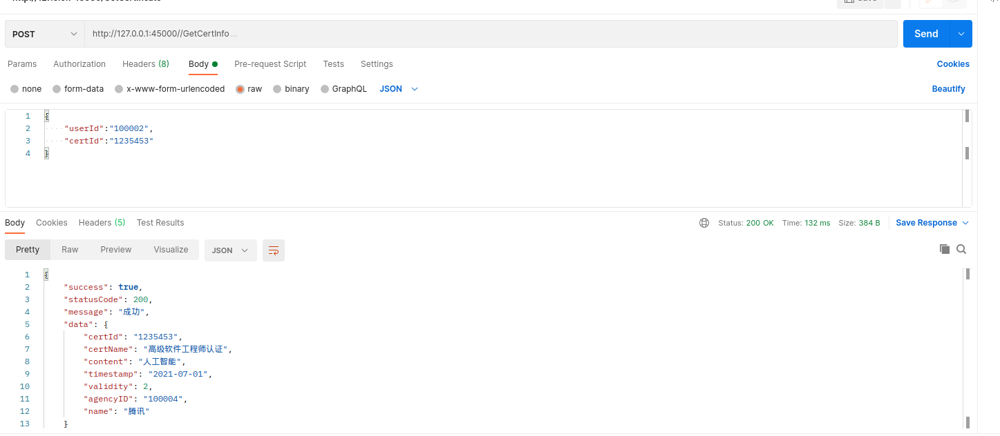 POST
http://127.0.0.1:45000//GetCertInfo ...
Send
Params Authorization Headers (8) Body Pre-request Script Tests Settings Cookies
none form-data x-www-form-urlencoded raw binary GraphQL JSON Beautify
1 {
2 "userId":"100002",
3 "certId":"1235453"
4 }
Body Cookies Headers (5) Test Results Status: 200 OK Time: 132 ms Size: 384 B Save Response
Pretty Raw Preview Visualize JSON
1 {
2 "success": true,
3 "statusCode": 200,
4 "message": "成功",
5 "data": {
6 "certId": "1235453",
7 "certName": "高级软件工程师认证",
8 "content": "人工智能",
9 "timestamp": "2021-07-01",
10 "validity": 2,
11 "agencyID": "100004",
12 "name": "腾讯"
13 }